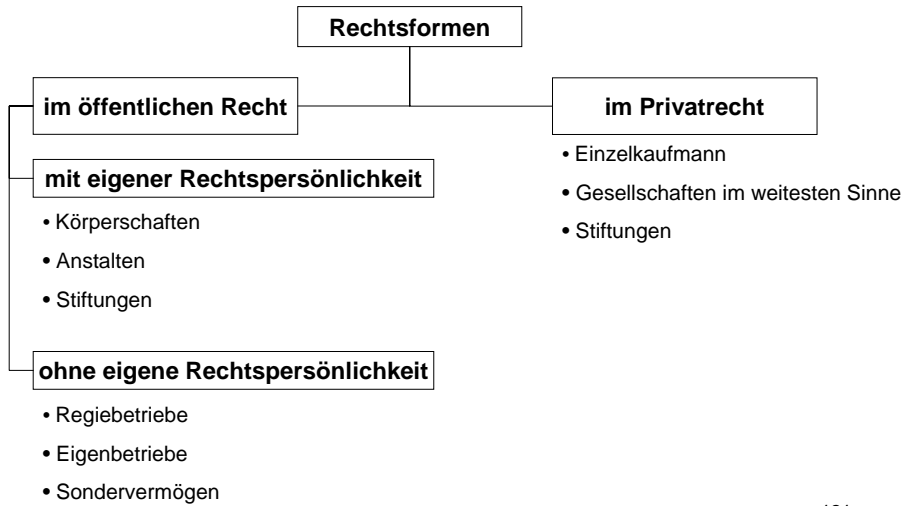 Rechtsformen
im öffentlichen Recht
im Privatrecht
• Einzelkaufmann
• Gesellschaften im weitesten Sinne
• Stiftungen
mit eigener Rechtspersönlichkeit
• Körperschaften
• Anstalten
• Stiftungen
ohne eigene Rechtspersönlichkeit
• Regiebetriebe
• Eigenbetriebe
• Sondervermögen